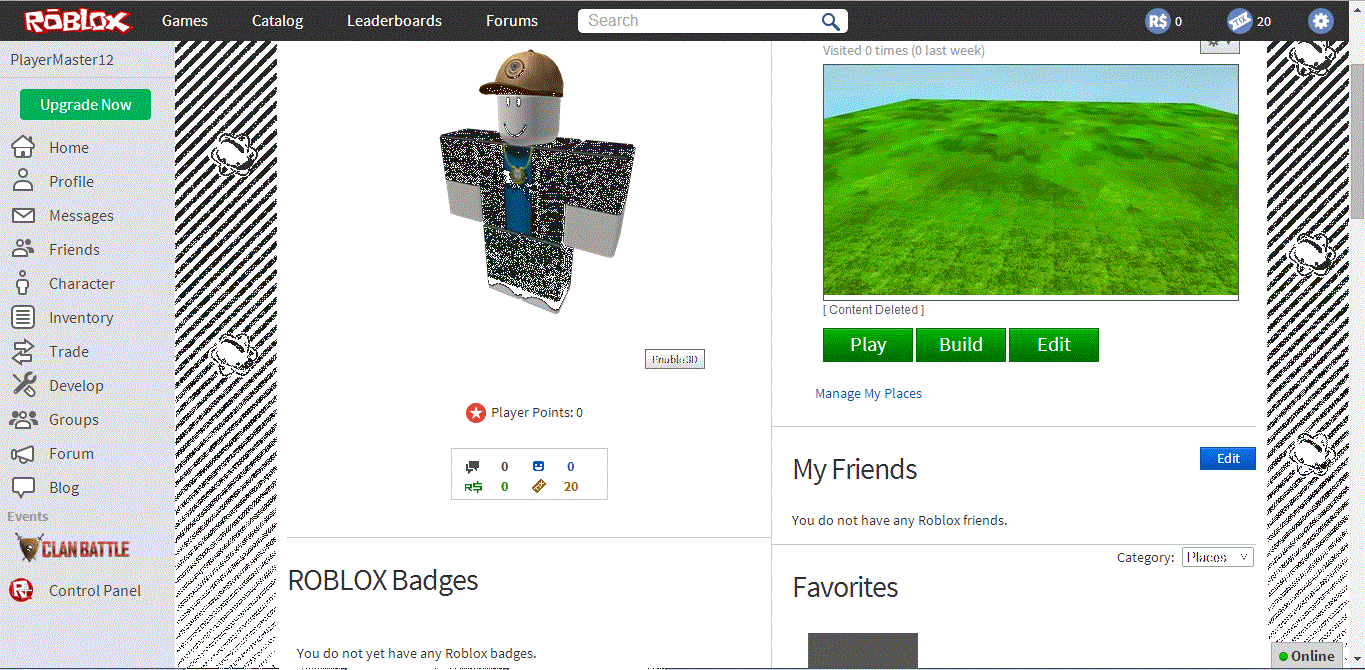 ROBLOX Games Catalog Leaderboards Forums Search R$ 0 TIX 20
PlayerMaster12
Upgrade Now
Home
Profile
Messages
Friends
Character
Inventory
Trade
Develop
Groups
Forum
Blog
Events
CLAN BATTLE
Control Panel
Enable3D
Player Points: 0
0 0
R$ 0 20
ROBLOX Badges
You do not yet have any Roblox badges.
Visited 0 times (0 last week)
[ Content Deleted ]
Play Build Edit
Manage My Places
My Friends Edit
You do not have any Roblox friends.
Category: Places
Favorites
Online